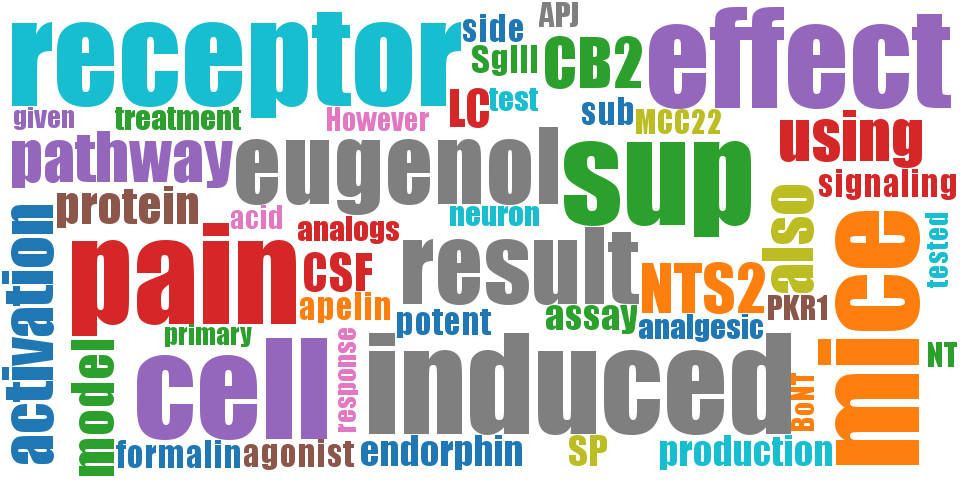 receptor
side
APJ
effect
Sgill
CB2
LC
test
given
treatment
However
sub
MCC22
using
pathway
eugenol
sup
signaling
protein
acid
analogs
neuron
also
activation
pain
result
mice
tested
CSF
NTS2
apelin
PKR1
potent
assay
analgesic
primary
model
cell
response
induced
BoNT
NT
formalin
agonist
endorphin
SP
production